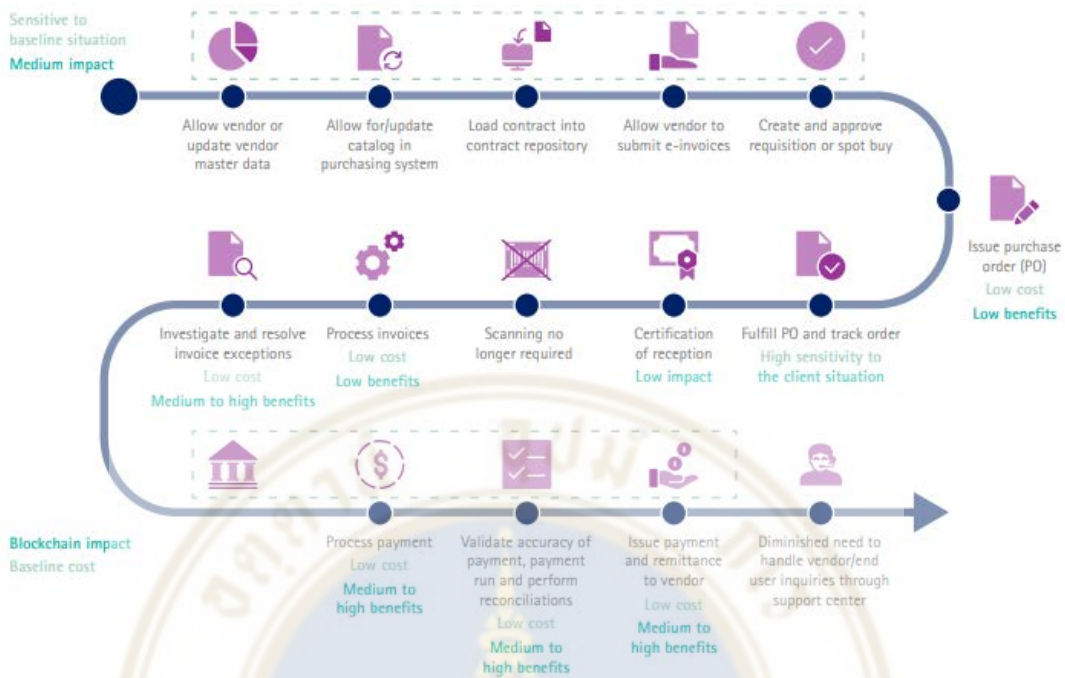 Sensitive to
baseline situation
Medium impact
Allow vendor or
update vendor
master data
Allow for/update
catalog in
purchasing system
Load contract into
contract repository
Allow vendor to
submit e-invoices
Create and approve
requisition or spot buy
Issue purchase
order (PO)
Low cost
Low benefits
Investigate and resolve
invoice exceptions
Low cost
Medium to high benefits
Process invoices
Low cost
Low benefits
Scanning no
longer required
Certification
of reception
Low impact
Fulfill PO and track order
High sensitivity to
the client situation
Blockchain impact
Baseline cost
$
Process payment
Low cost
Medium to
high benefits
Validate accuracy of
payment, payment
run and perform
reconciliations
Low cost
Medium to
high benefits
Issue payment
and remittance
to vendor
Low cost
Medium to
high benefits
Diminished need to
handle vendor/end
user inquiries through
support center